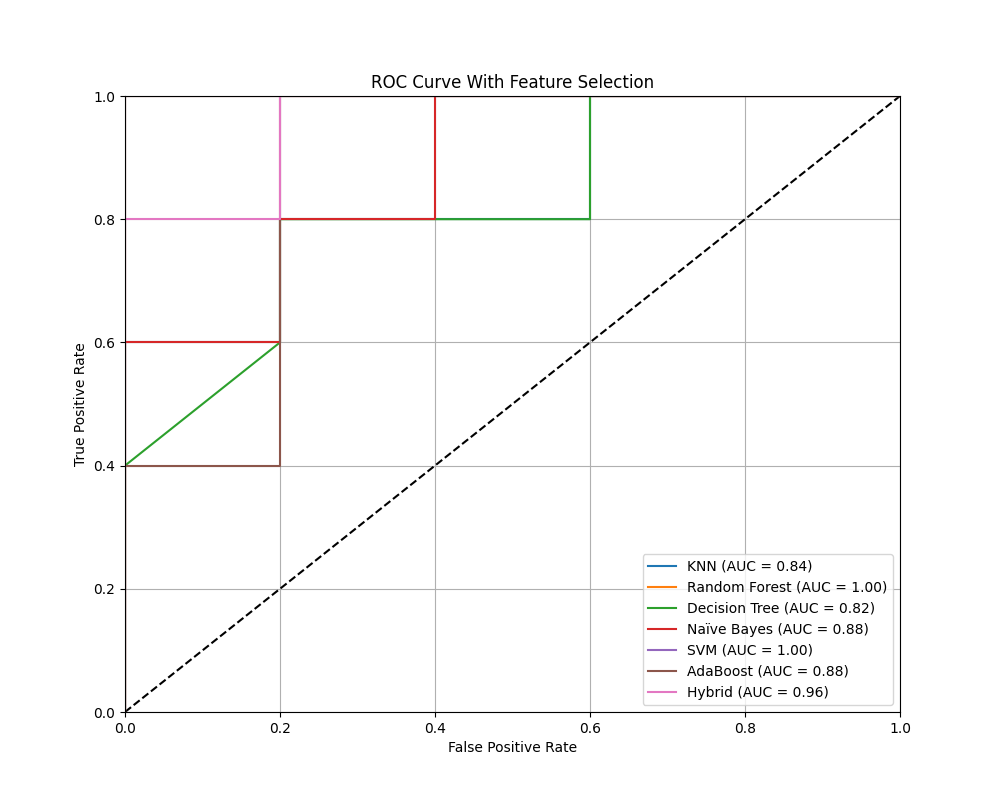 ROC Curve With Feature Selection
1.0
0.8
0.6
0.4
0.2
0.0
True Positive Rate
0.0 0.2 0.4 0.6 0.8 1.0
False Positive Rate
KNN (AUC = 0.84)
Random Forest (AUC = 1.00)
Decision Tree (AUC = 0.82)
Naïve Bayes (AUC = 0.88)
SVM (AUC = 1.00)
AdaBoost (AUC = 0.88)
Hybrid (AUC = 0.96)